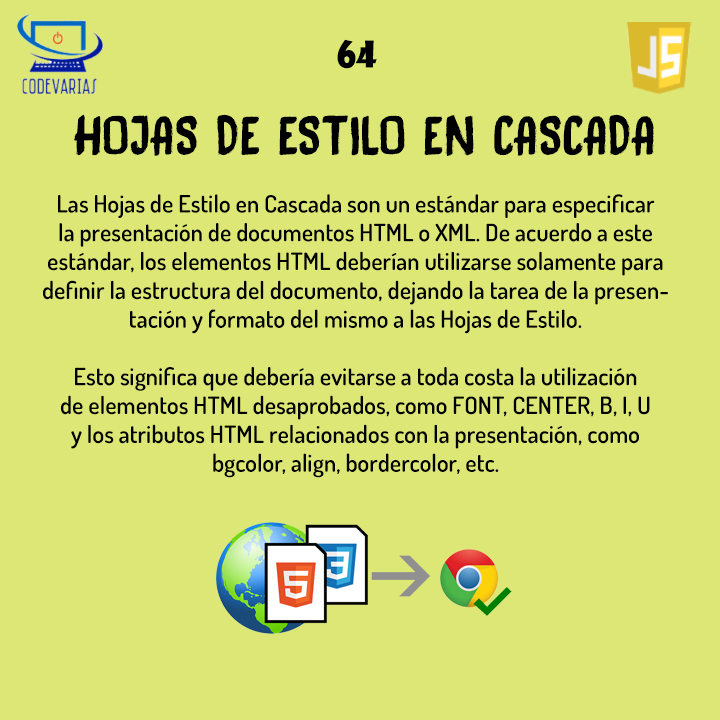 CODEVARIAS
64
JS
HOJAS DE ESTILO EN CASCADA
Las Hojas de Estilo en Cascada son un estándar para especificar
la presentación de documentos HTML o XML. De acuerdo a este
estándar, los elementos HTML deberían utilizarse solamente para
definir la estructura del documento, dejando la tarea de la presen-
tación y formato del mismo a las Hojas de Estilo.
Esto significa que debería evitarse a toda costa la utilización
de elementos HTML desaprobados, como FONT, CENTER, B, I, U
y los atributos HTML relacionados con la presentación, como
bgcolor, align, bordercolor, etc.
5
3